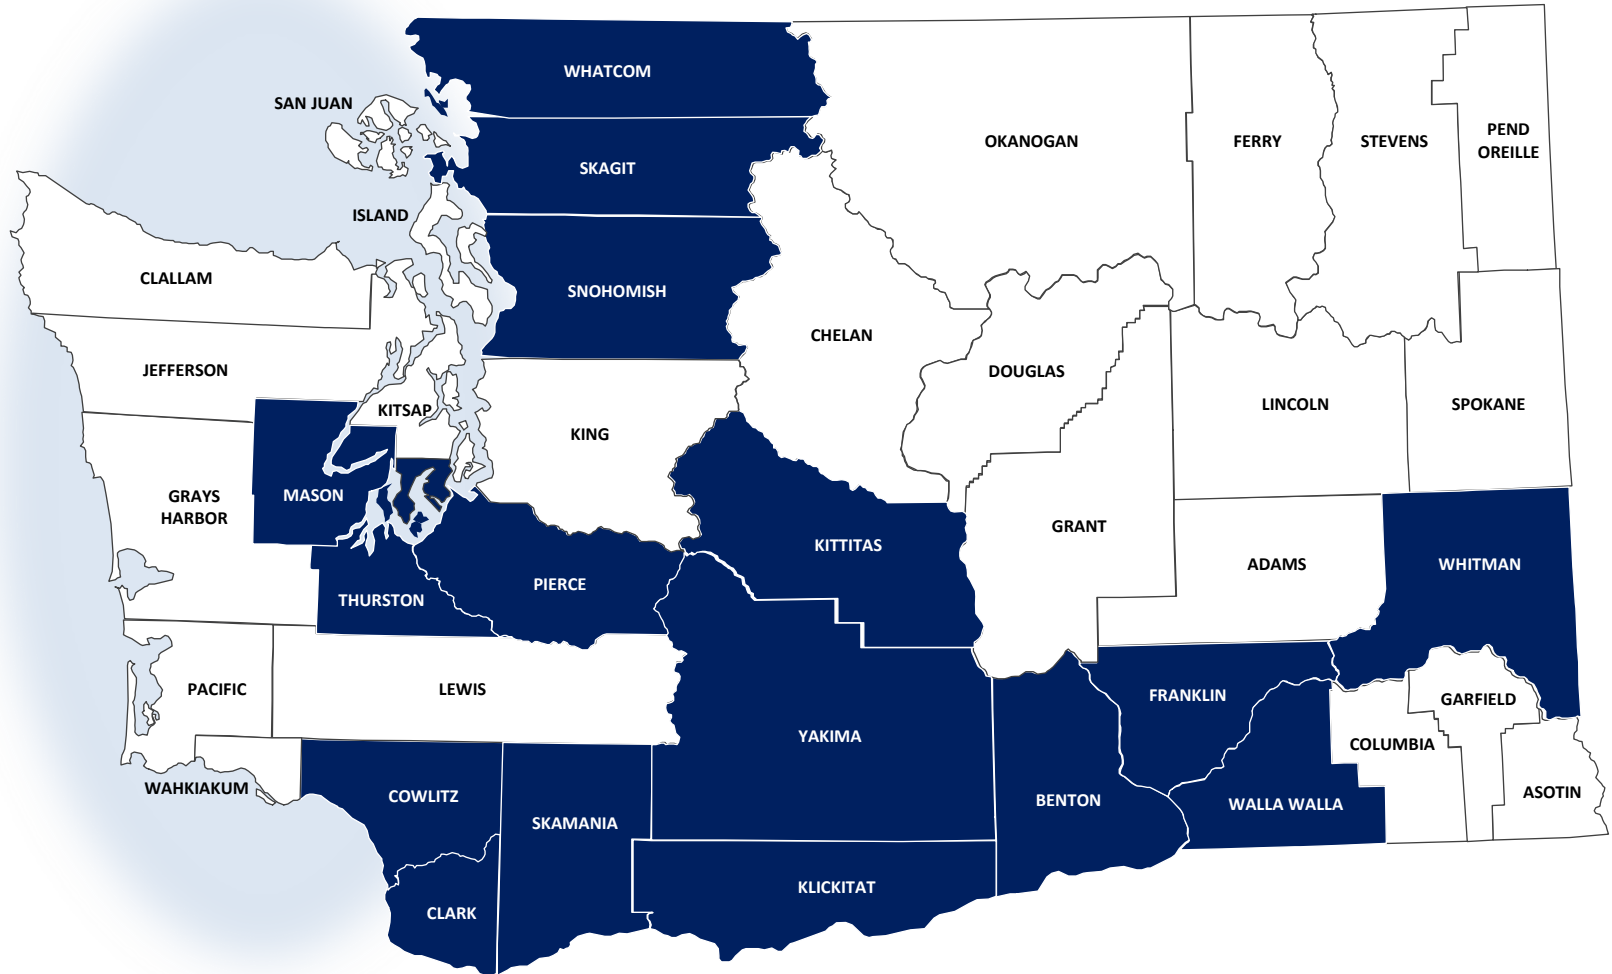 WHATCOM
SAN JUAN
OKANOGAN
FERRY
STEVENS
PEND
OREILLE
SKAGIT
ISLAND
CLALLAM
SNOHOMISH
CHELAN
JEFFERSON
DOUGLAS
KITSAP
LINCOLN
SPOKANE
KING
GRAYS
HARBOR
MASON
GRANT
KITTITAS
ADAMS
WHITMAN
PIERCE
THURSTON
PACIFIC
LEWIS
FRANKLIN
GARFIELD
YAKIMA
COLUMBIA
WAHKIAKUM
COWLITZ
BENTON
WALLA WALLA
ASOTIN
SKAMANIA
KLICKITAT
CLARK